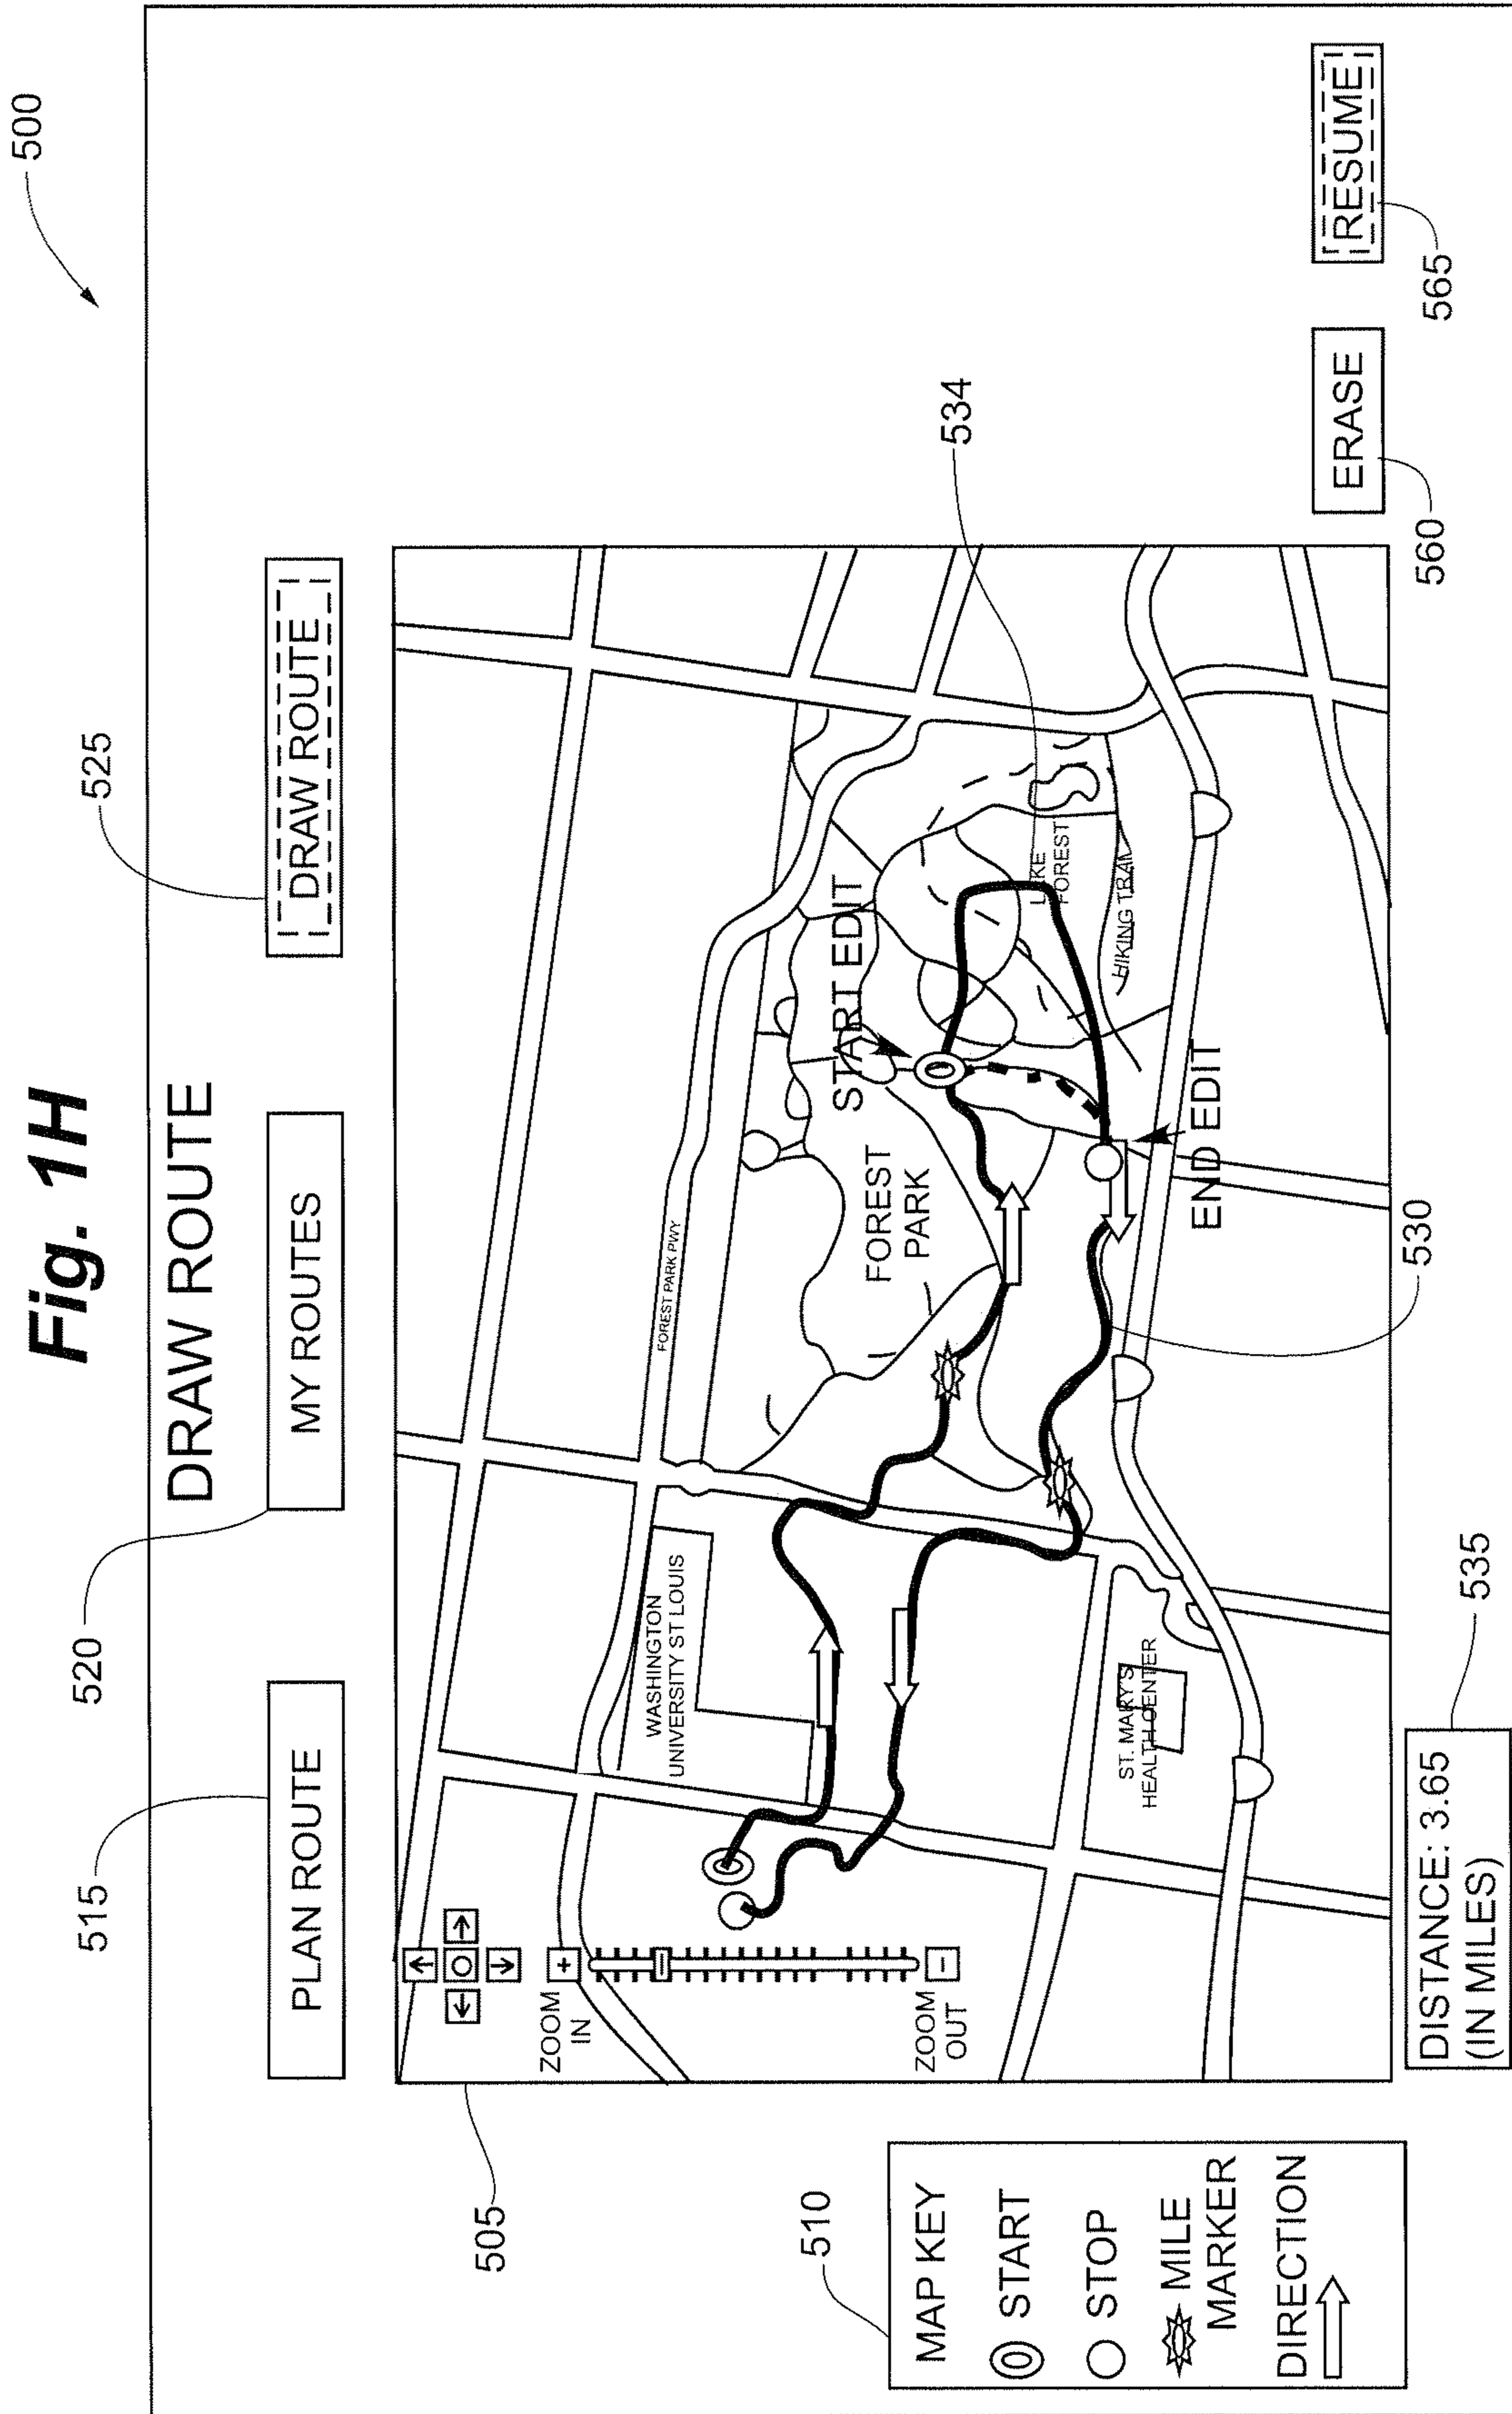 Fig. 1H
500
DRAW ROUTE
515
520
525
PLAN ROUTE
MY ROUTES
DRAW ROUTE
505
ZOOM
IN
+
ZOOM
OUT
-
FOREST PARK PWY
WASHINGTON
UNIVERSITY ST LOUIS
FOREST
PARK
START EDIT
534
LAKE
FOREST
HIKING TRAIL
END EDIT
ST. MARY'S
HEALTH CENTER
530
510
MAP KEY
START
STOP
MILE
MARKER
DIRECTION
DISTANCE: 3.65
(IN MILES)
535
ERASE
RESUME
560
565